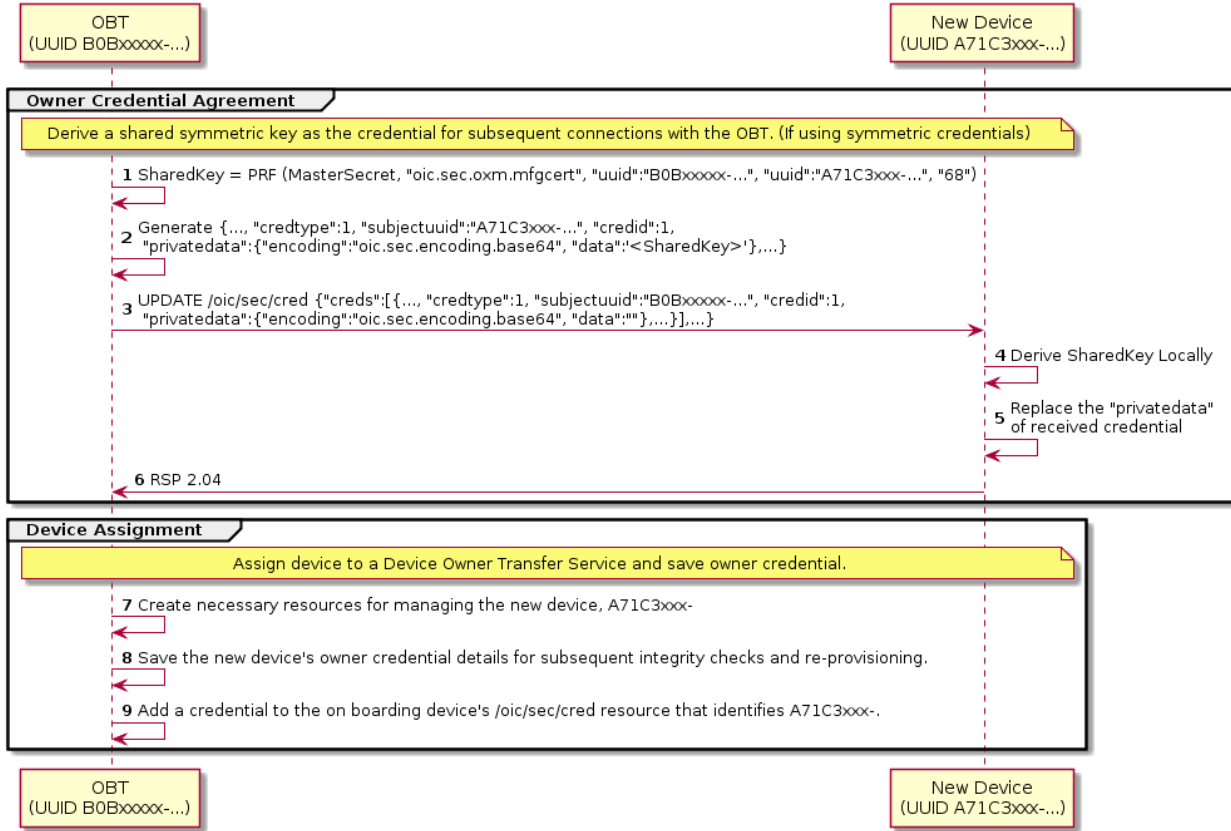 OBT
(UUID B0Bxxxxx-...)
New Device
(UUID A71C3xxx-...)
Owner Credential Agreement
Derive a shared symmetric key as the credential for subsequent connections with the OBT. (If using symmetric credentials)
1 SharedKey = PRF (MasterSecret, "oic.sec.oxm.mfgcert", "uuid":"B0Bxxxxx-...", "uuid":"A71C3xxx-...", "68")
2 Generate {..., "credtype":1, "subjectuuid":"A71C3xxx-...", "credid":1,
"privatedata":{"encoding":"oic.sec.encoding.base64", "data":'<SharedKey>'},...}
3 UPDATE /oic/sec/cred {"creds":[{..., "credtype":1, "subjectuuid":"B0Bxxxxx-...", "credid":1,
"privatedata":{"encoding":"oic.sec.encoding.base64", "data":""},...}],...}
4 Derive SharedKey Locally
5 Replace the "privatedata"
of received credential
6 RSP 2.04
Device Assignment
Assign device to a Device Owner Transfer Service and save owner credential.
7 Create necessary resources for managing the new device, A71C3xxx-
8 Save the new device's owner credential details for subsequent integrity checks and re-provisioning.
9 Add a credential to the on boarding device's /oic/sec/cred resource that identifies A71C3xxx-.
OBT
(UUID B0Bxxxxx-...)
New Device
(UUID A71C3xxx-...)